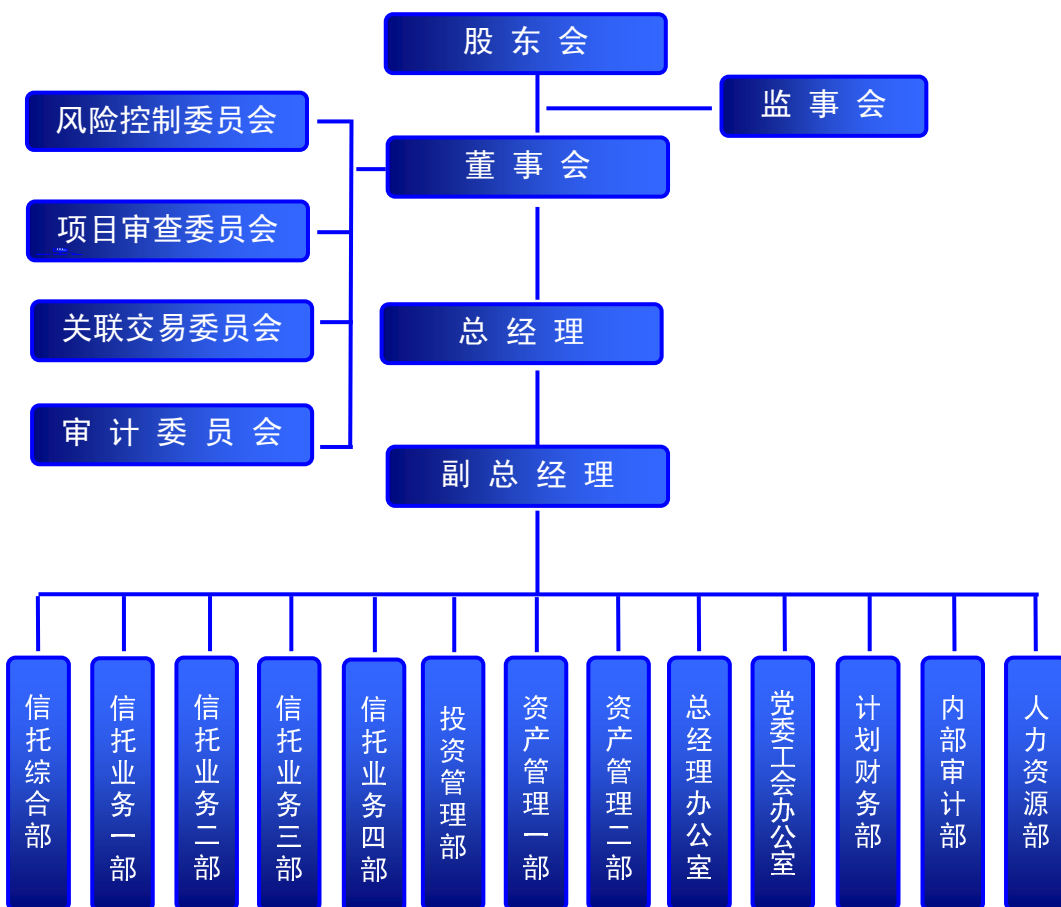 股东会
监事会
风险控制委员会
董事会
项目审查委员会
关联交易委员会
总经理
审计委员会
副总经理
信托综合部
信托业务一部
信托业务二部
信托业务三部
信托业务四部
投资管理部
资产管理一部
资产管理二部
总经理办公室
党委工会办公室
计划财务部
内部审计部
人力资源部